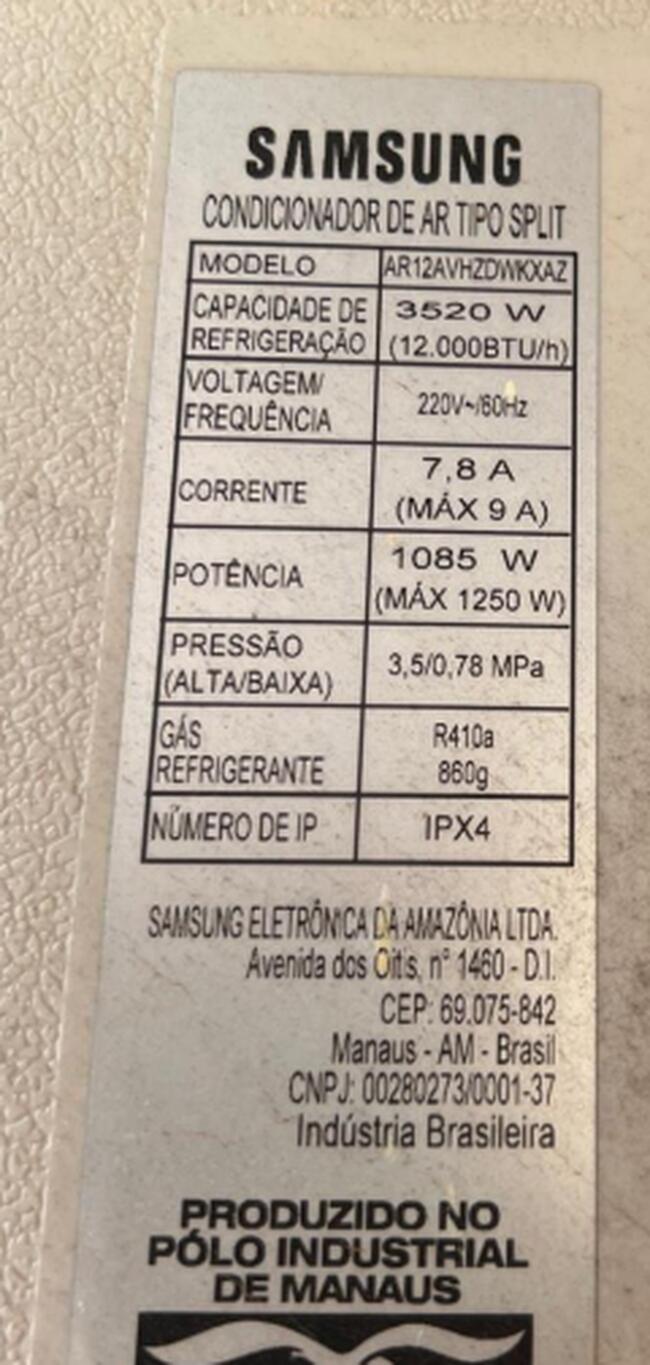 SAMSUNG
CONDICIONADOR DE AR TIPO SPLIT
MODELO AR12AVHZDWKXAZ
CAPACIDADE DE REFRIGERAÇÃO 3520 W (12.000BTU/h)
VOLTAGEM/ FREQUÊNCIA 220V~/60Hz
CORRENTE 7,8 A (MÁX 9 A)
POTÊNCIA 1085 W (MÁX 1250 W)
PRESSÃO (ALTA/BAIXA) 3,5/0,78 MPa
GÁS REFRIGERANTE R410a 860g
NÚMERO DE IP IPX4
SAMSUNG ELETRÔNICA DA AMAZÔNIA LTDA.
Avenida dos Oitis, n° 1460 - D.I.
CEP: 69.075-842
Manaus - AM - Brasil
CNPJ: 00280273/0001-37
Indústria Brasileira
PRODUZIDO NO
PÓLO INDUSTRIAL
DE MANAUS